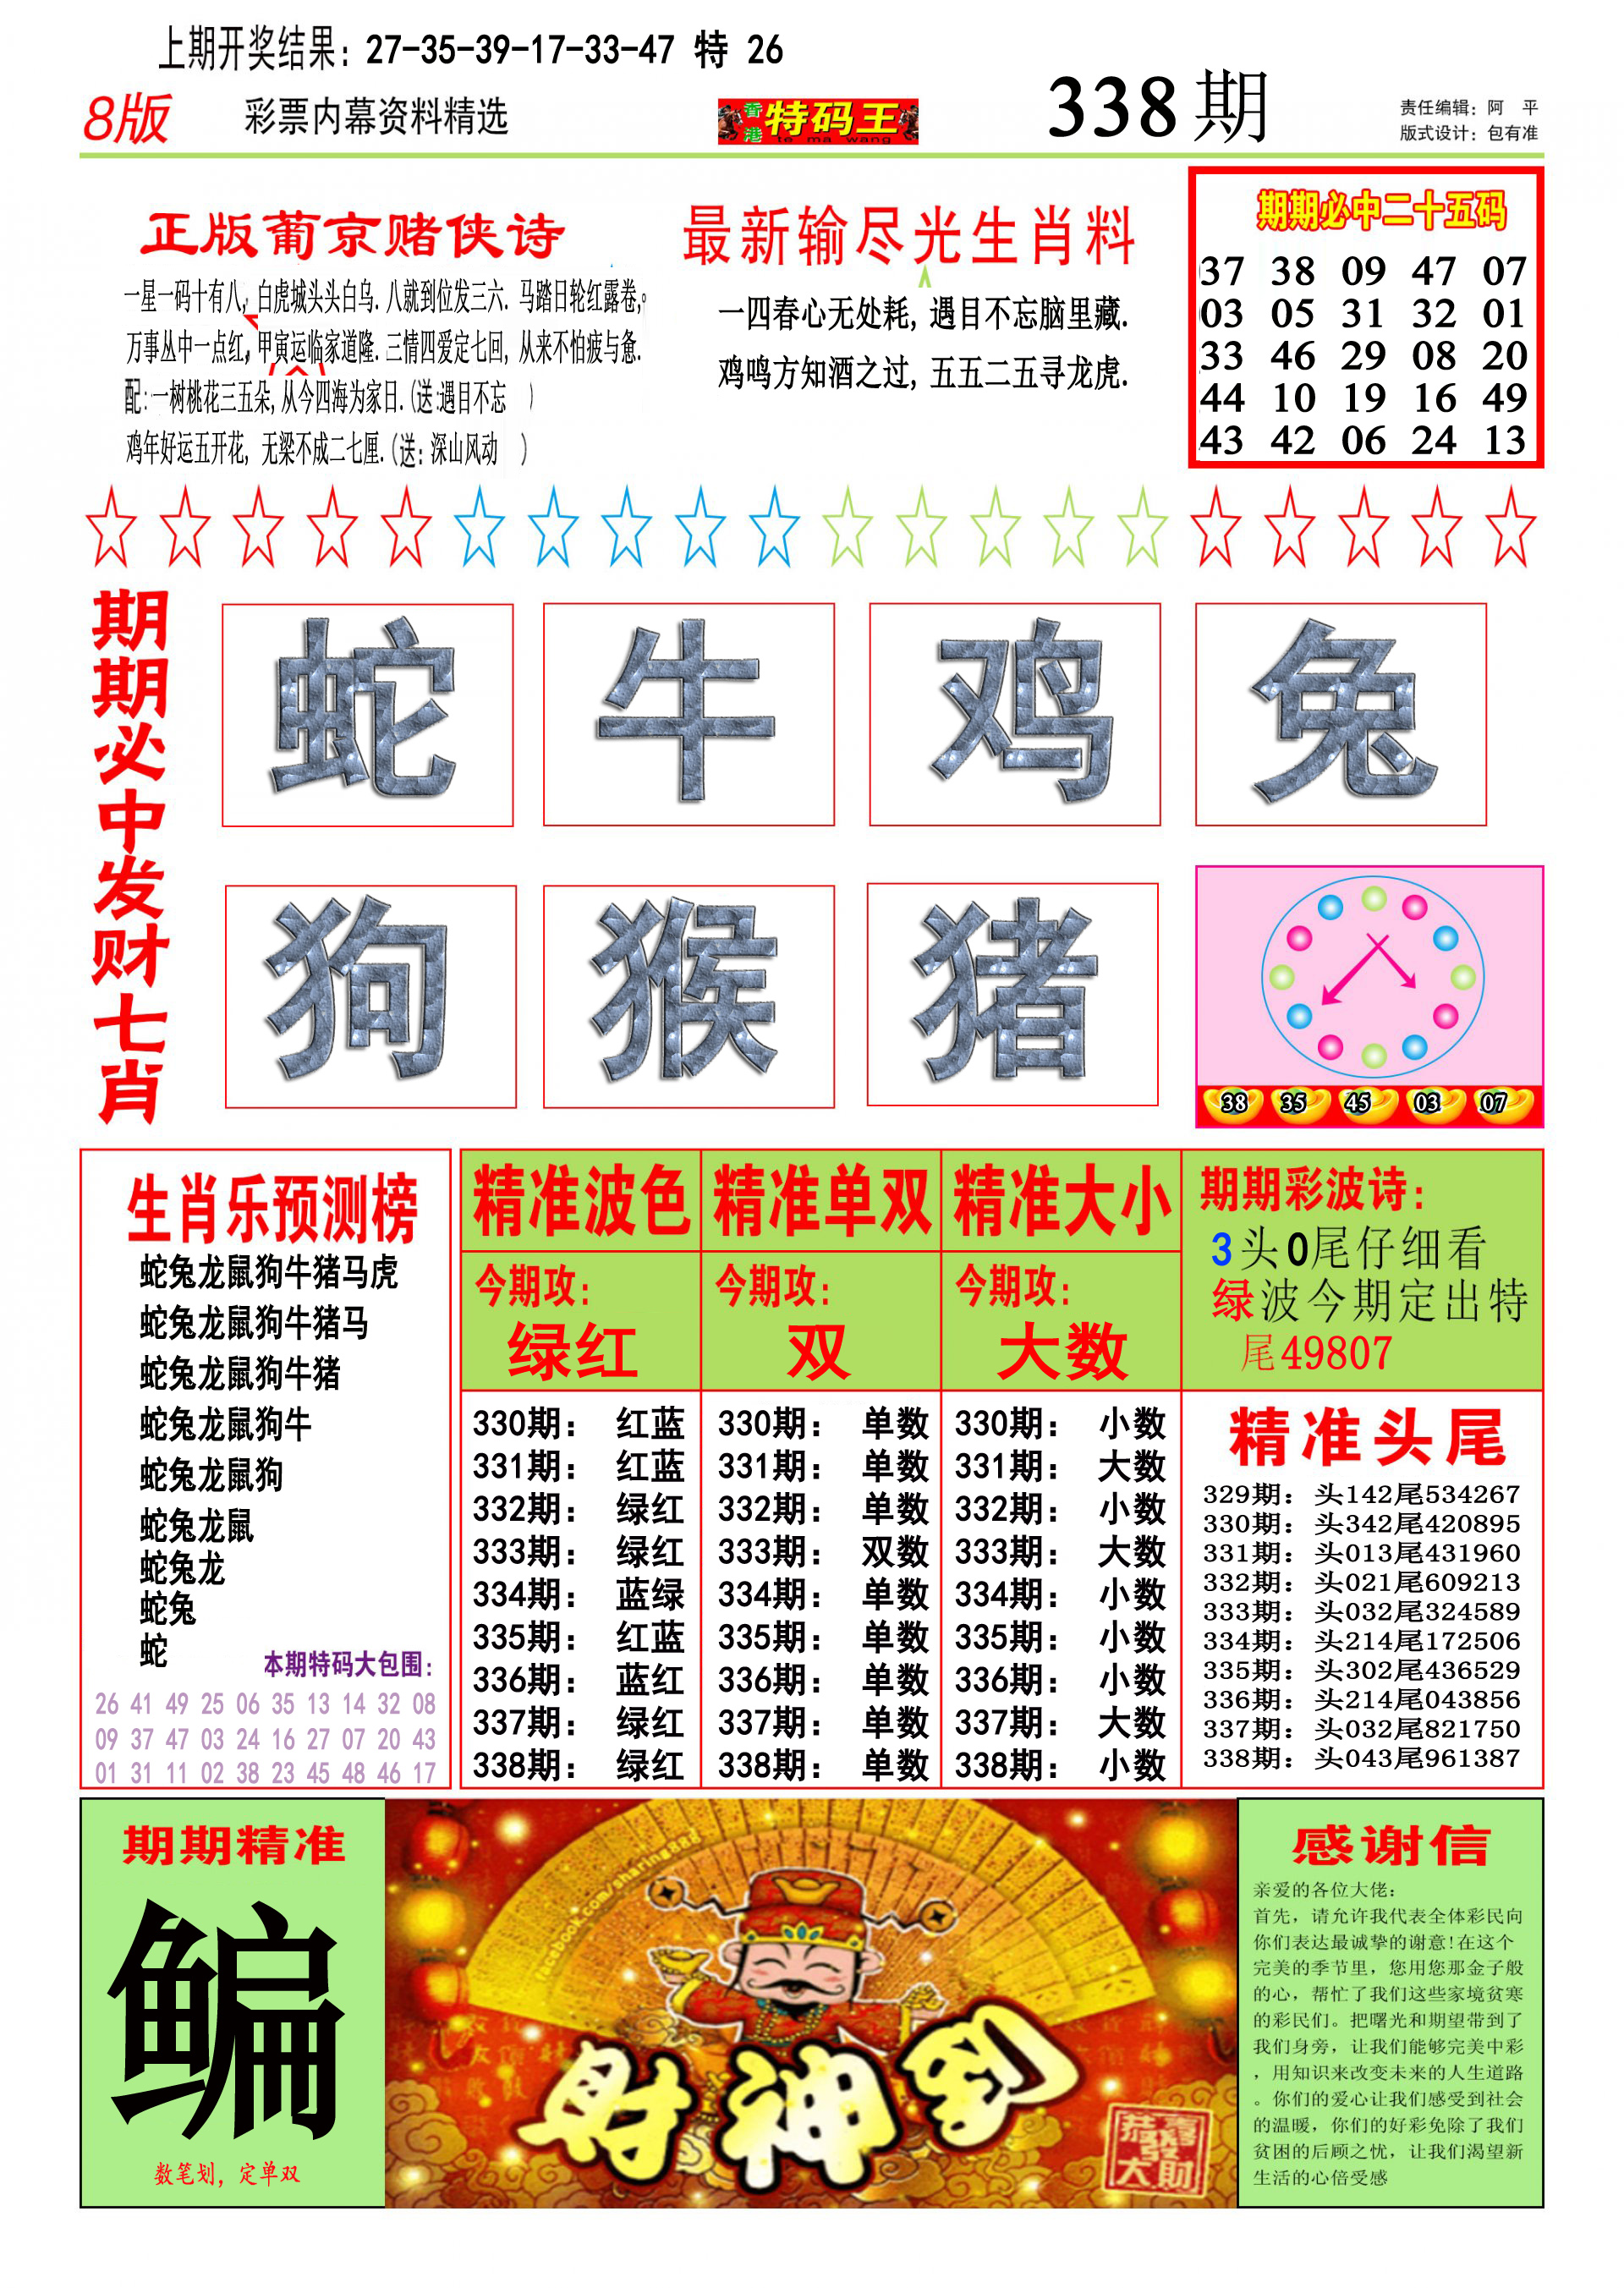 上期开奖结果: 27-35-39-17-33-47 特 26
8版
彩票内幕资料精选
香港 特码王
te ma wang
338期
责任编辑: 阿 平
版式设计: 包有准
正版葡京赌侠诗
一星一码十有八, 白虎城头头白乌. 八就到位发三六. 马踏日轮红露卷,。
万事丛中一点红, 甲寅运临家道隆. 三情四爱定七回, 从来不怕疲与惫.
配:一树桃花三五朵,从今四海为家日.(送:遇目不忘 )
鸡年好运五开花, 无梁不成二七厘.(送: 深山风动 )
最新输尽光生肖料
一四春心无处耗, 遇目不忘脑里藏.
鸡鸣方知酒之过, 五五二五寻龙虎.
期期必中二十五码
37 38 09 47 07
03 05 31 32 01
33 46 29 08 20
44 10 19 16 49
43 42 06 24 13
期期必中发财七肖
蛇 牛 鸡 兔
狗 猴 猪
38 35 45 03 07
生肖乐预测榜
蛇兔龙鼠狗牛猪马虎
蛇兔龙鼠狗牛猪马
蛇兔龙鼠狗牛猪
蛇兔龙鼠狗牛
蛇兔龙鼠狗
蛇兔龙鼠
蛇兔龙
蛇兔
蛇
本期特码大包围:
26 41 49 25 06 35 13 14 32 08
09 37 47 03 24 16 27 07 20 43
01 31 11 02 38 23 45 48 46 17
精准波色
今期攻:
绿红
330期: 红蓝
331期: 红蓝
332期: 绿红
333期: 绿红
334期: 蓝绿
335期: 红蓝
336期: 蓝红
337期: 绿红
338期: 绿红
精准单双
今期攻:
双
330期: 单数
331期: 单数
332期: 单数
333期: 双数
334期: 单数
335期: 单数
336期: 单数
337期: 单数
338期: 单数
精准大小
今期攻:
大数
330期: 小数
331期: 大数
332期: 小数
333期: 大数
334期: 小数
335期: 小数
336期: 小数
337期: 大数
338期: 小数
期期彩波诗:
3头0尾仔细看
绿波今期定出特
尾49807
精准头尾
329期: 头142尾534267
330期: 头342尾420895
331期: 头013尾431960
332期: 头021尾609213
333期: 头032尾324589
334期: 头214尾172506
335期: 头302尾436529
336期: 头214尾043856
337期: 头032尾821750
338期: 头043尾961387
期期精准
鳊
数笔划, 定单双
facebook.com/sharing888
财神到
恭喜發大財
感谢信
亲爱的各位大佬:
首先, 请允许我代表全体彩民向
你们表达最诚挚的谢意!在这个
完美的季节里, 您用您那金子般
的心, 帮忙了我们这些家境贫寒
的彩民们。把曙光和期望带到了
我们身旁, 让我们能够完美中彩
, 用知识来改变未来的人生道路
。你们的爱心让我们感受到社会
的温暖, 你们的好彩免除了我们
贫困的后顾之忧, 让我们渴望新
生活的心倍受感